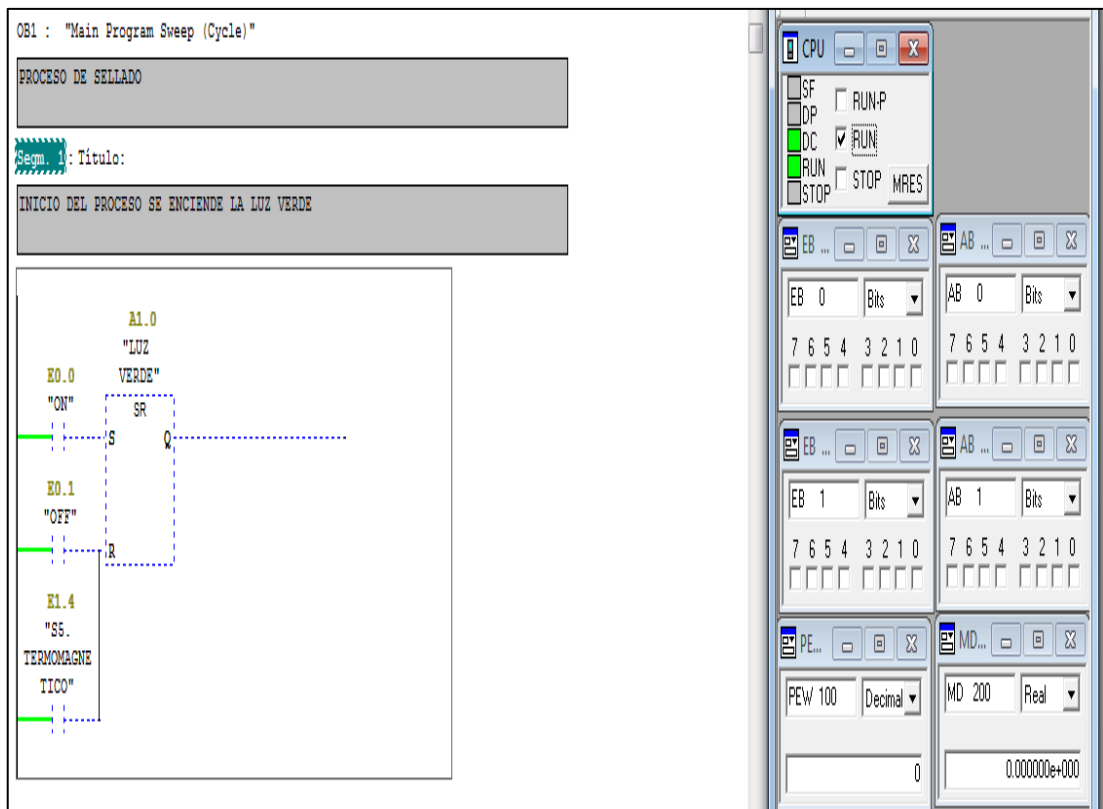 OB1 : "Main Program Sweep (Cycle)"
PROCESO DE SELLADO
Segm. 1: Título:
INICIO DEL PROCESO SE ENCIENDE LA LUZ VERDE
A1.0
"LUZ
VERDE"
E0.0
"ON"
SR
S Q
E0.1
"OFF"
R
E1.4
"S5.
TERMOMAGNE
TICO"
CPU
SF
DP
DC
RUN
STOP
RUN-P
RUN
STOP
MRES
EB ...
EB 0 Bits
7 6 5 4 3 2 1 0
AB ...
AB 0 Bits
7 6 5 4 3 2 1 0
EB ...
EB 1 Bits
7 6 5 4 3 2 1 0
AB ...
AB 1 Bits
7 6 5 4 3 2 1 0
PE...
PEW 100 Decimal
0
MD...
MD 200 Real
0.000000e+000